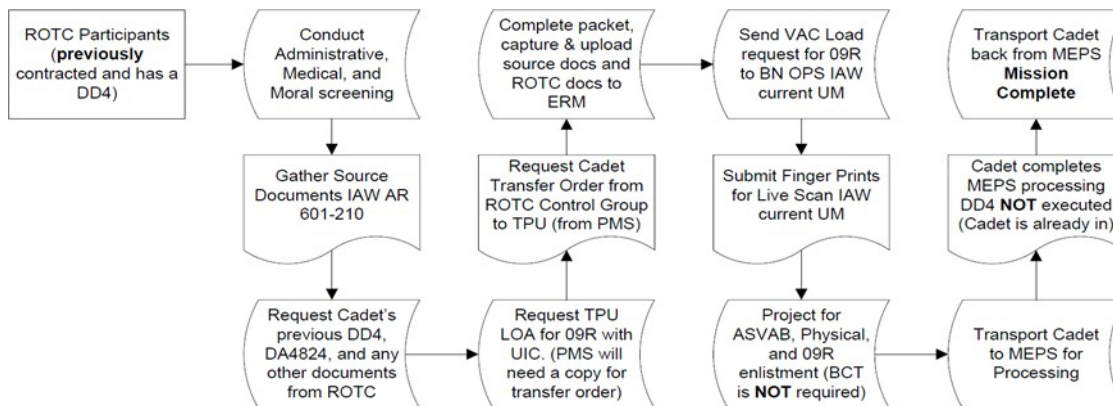 ROTC Participants
(previously
contracted and has a
DD4)
Conduct
Administrative,
Medical, and
Moral screening
Gather Source
Documents IAW AR
601-210
Request Cadet's
previous DD4,
DA4824, and any
other documents
from ROTC
Request TPU
LOA for 09R with
UIC. (PMS will
need a copy for
transfer order)
Request Cadet
Transfer Order from
ROTC Control Group
to TPU (from PMS)
Complete packet,
capture & upload
source docs and
ROTC docs to
ERM
Send VAC Load
request for 09R
to BN OPS IAW
current UM
Submit Finger Prints
for Live Scan IAW
current UM
Project for
ASVAB, Physical,
and 09R
enlistment (BCT
is NOT required)
Transport Cadet
to MEPS for
Processing
Cadet completes
MEPS processing
DD4 NOT executed
(Cadet is already in)
Transport Cadet
back from MEPS
Mission
Complete